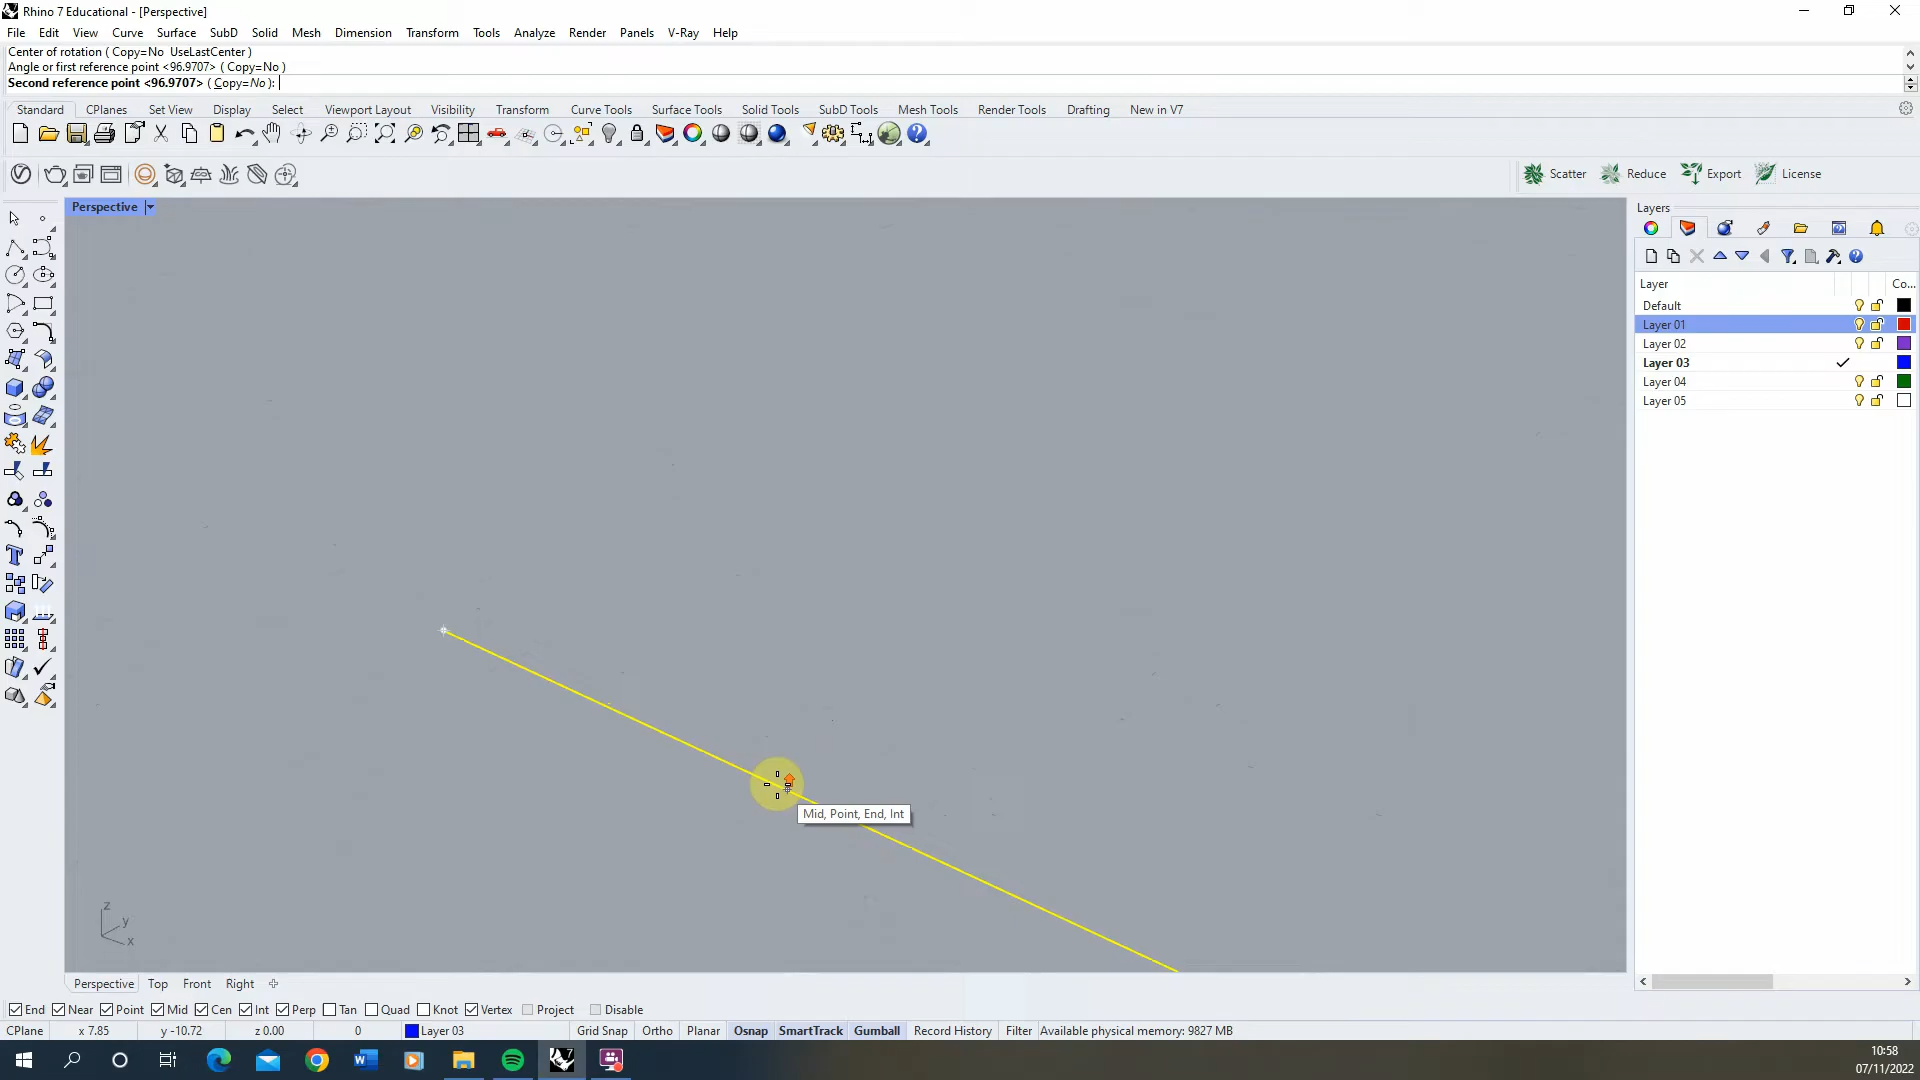 Rhino 7 Educational - [Perspective]
File Edit View Curve Surface SubD Solid Mesh Dimension Transform Tools Analyze Render Panels V-Ray Help
Center of rotation ( Copy=No UseLastCenter )
Angle or first reference point <96.9707> ( Copy=No )
Second reference point <96.9707> ( Copy=No ):
Standard CPlanes Set View Display Select Viewport Layout Visibility Transform Curve Tools Surface Tools Solid Tools SubD Tools Mesh Tools Render Tools Drafting New in V7
Scatter Reduce Export License
Perspective
Layers
Layer Co...
Default
Layer 01
Layer 02
Layer 03
Layer 04
Layer 05
Mid, Point, End, Int
z
y
x
Perspective Top Front Right
End Near Point Mid Cen Int Perp Tan Quad Knot Vertex Project Disable
CPlane x 7.85 y -10.72 z 0.00 0 Layer 03 Grid Snap Ortho Planar Osnap SmartTrack Gumball Record History Filter Available physical memory: 9827 MB
10:58
07/11/2022